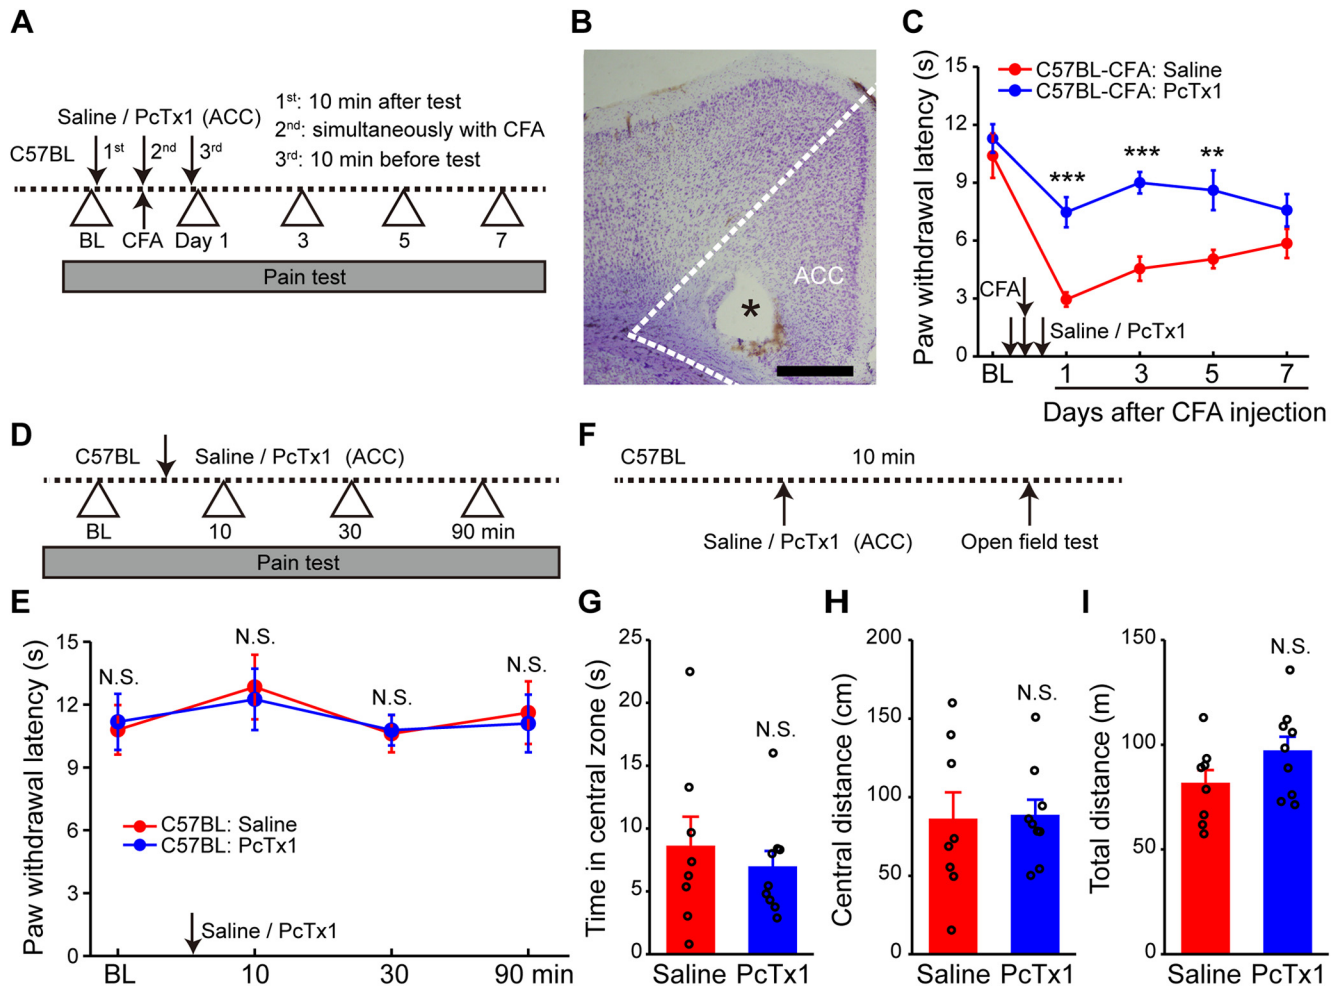 A
Saline / PcTx1 (ACC)
1st: 10 min after test
2nd: simultaneously with CFA
3rd: 10 min before test
C57BL
1st
2nd
3rd
BL
CFA
Day 1
3
5
7
Pain test
B
ACC
*
C
Paw withdrawal latency (s)
15
12
9
6
3
0
C57BL-CFA: Saline
C57BL-CFA: PcTx1
***
***
**
CFA
Saline / PcTx1
BL
1
3
5
7
Days after CFA injection
D
C57BL
Saline / PcTx1 (ACC)
BL
10
30
90 min
Pain test
E
Paw withdrawal latency (s)
15
12
9
6
3
0
N.S.
N.S.
N.S.
N.S.
C57BL: Saline
C57BL: PcTx1
Saline / PcTx1
BL
10
30
90 min
F
C57BL
10 min
Saline / PcTx1 (ACC)
Open field test
G
Time in central zone (s)
25
20
15
10
5
0
N.S.
Saline
PcTx1
H
Central distance (cm)
200
150
100
50
0
N.S.
Saline
PcTx1
I
Total distance (m)
150
100
50
0
N.S.
Saline
PcTx1